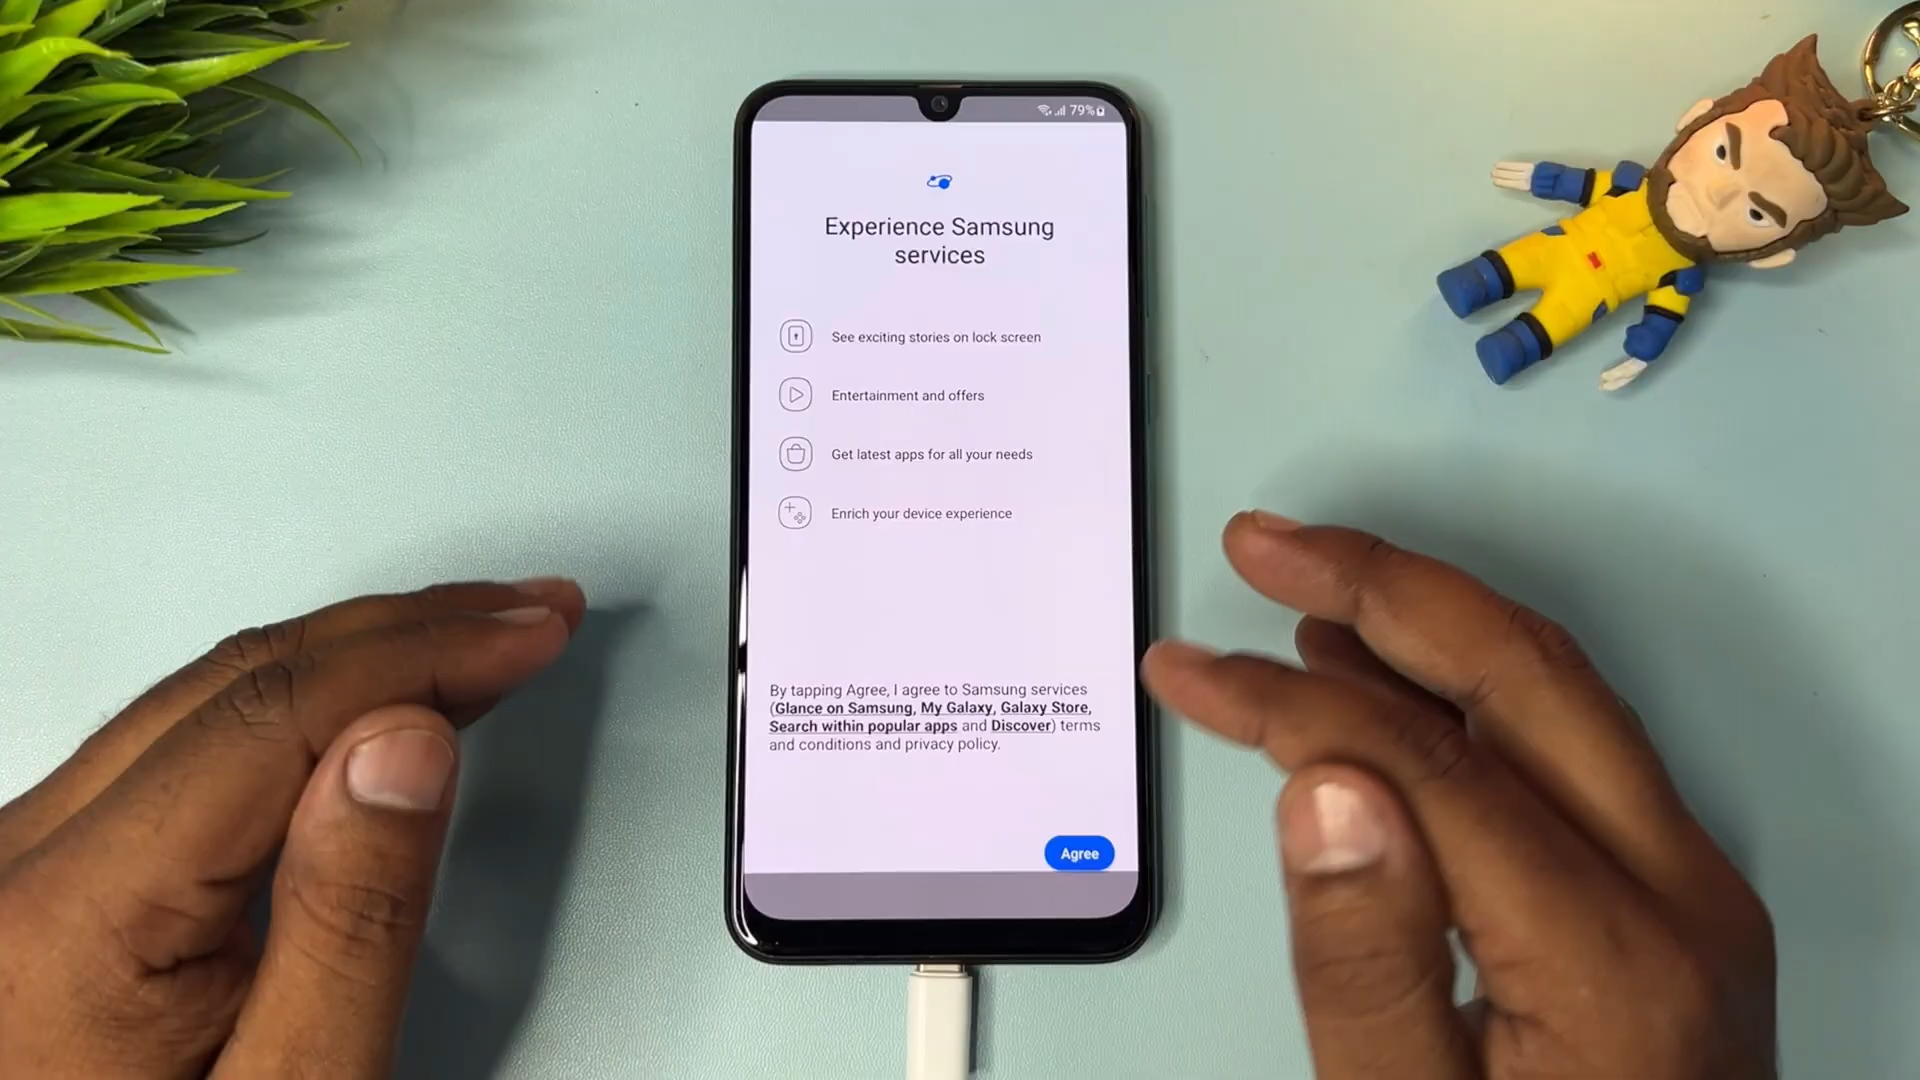 79%
Experience Samsung
services
See exciting stories on lock screen
Entertainment and offers
Get latest apps for all your needs
Enrich your device experience
By tapping Agree, I agree to Samsung services
(Glance on Samsung, My Galaxy, Galaxy Store,
Search within popular apps and Discover) terms
and conditions and privacy policy.
Agree